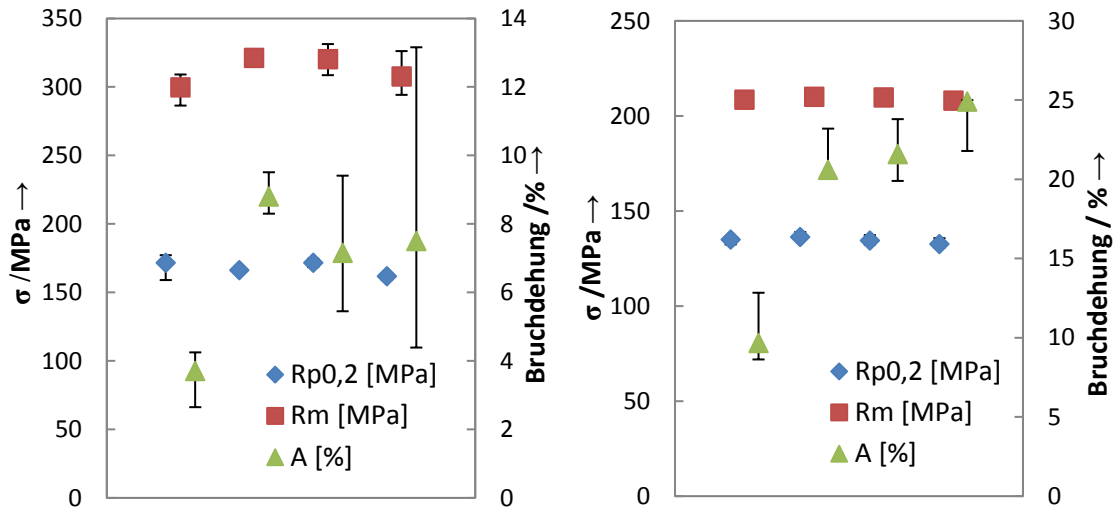 350
300
250
200
150
100
50
0
σ /MPa →
14
12
10
8
6
4
2
0
Bruchdehung /% →
Rp0,2 [MPa]
Rm [MPa]
A [%]
250
200
150
100
50
0
σ /MPa →
30
25
20
15
10
5
0
Bruchdehung / % →
Rp0,2 [MPa]
Rm [MPa]
A [%]